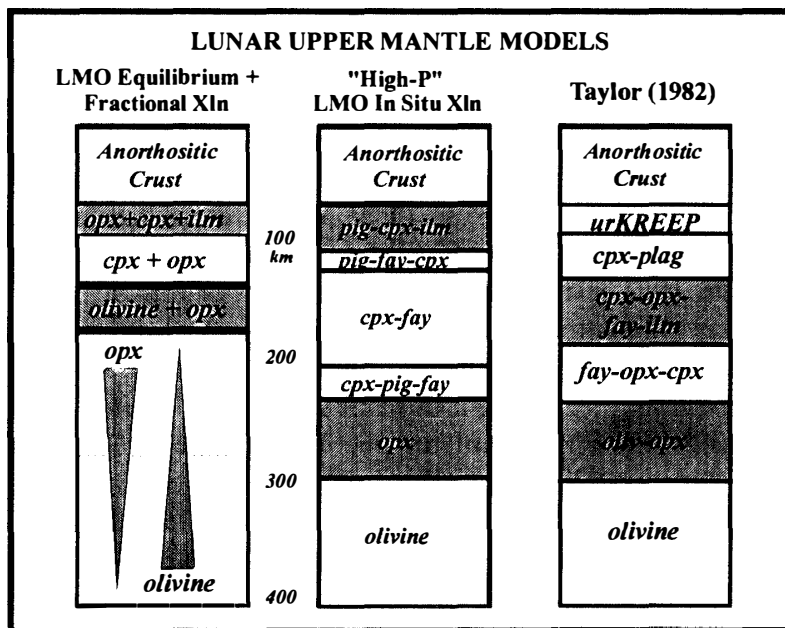 LUNAR UPPER MANTLE MODELS
LMO Equilibrium +
Fractional Xln
Anorthositic
Crust
opx+cpx+ilm
cpx + opx
olivine + opx
opx
olivine
100
km
200
300
400
"High-P"
LMO In Situ Xln
Anorthositic
Crust
pig-cpx-ilm
pig-fay-cpx
cpx-fay
cpx-pig-fay
opx
olivine
Taylor (1982)
Anorthositic
Crust
urKREEP
cpx-plag
cpx-opx-
fay-ilm
fay-opx-cpx
oliv-opx
olivine